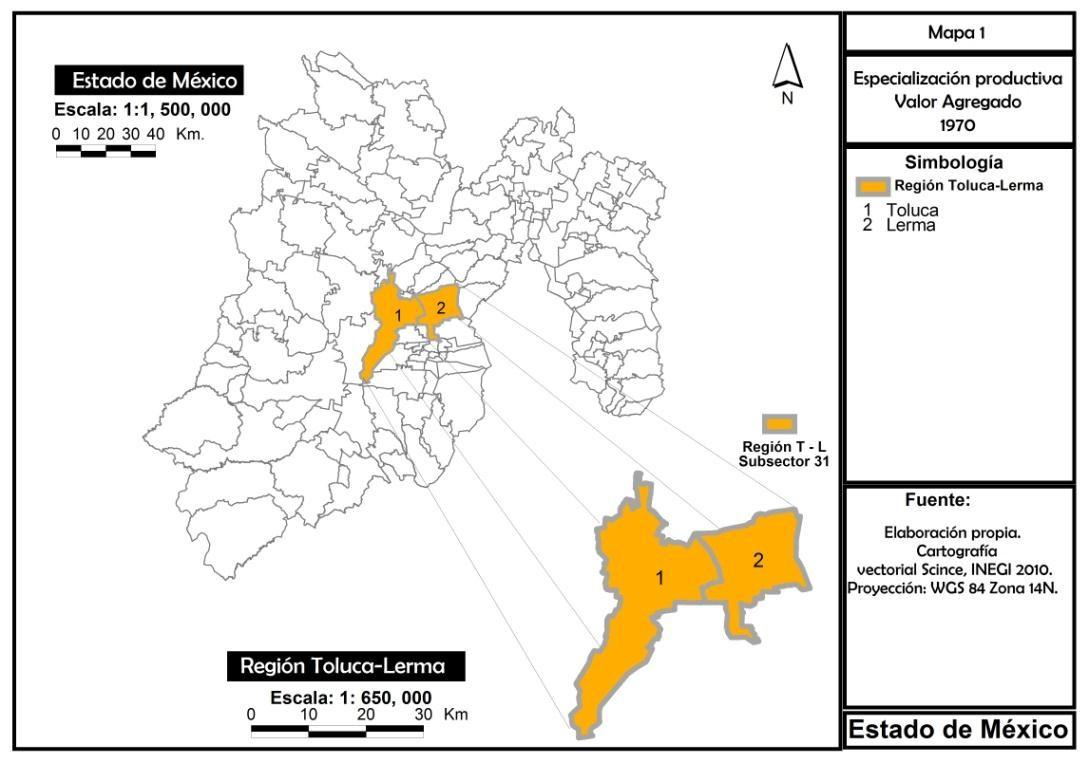 Estado de México
Escala: 1:1, 500, 000
0 10 20 30 40 Km.
N
1
2
Región T - L
Subsector 31
1
2
Región Toluca-Lerma
Escala: 1: 650, 000
0 10 20 30 Km
Mapa 1
Especialización productiva
Valor Agregado
1970
Simbología
Región Toluca-Lerma
1 Toluca
2 Lerma
Fuente:
Elaboración propia.
Cartografía
vectorial Scince, INEGI 2010.
Proyección: WGS 84 Zona 14N.
Estado de México